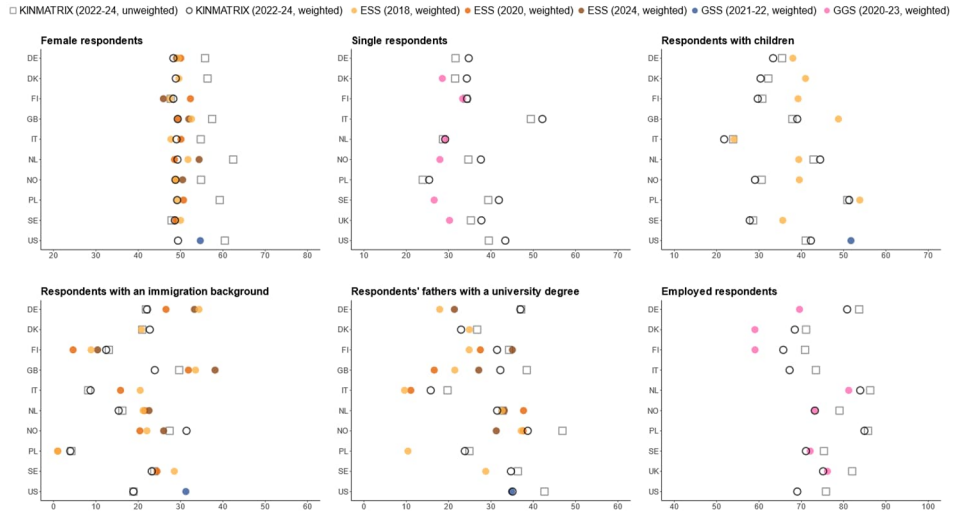 KINMATRIX (2022-24, unweighted) KINMATRIX (2022-24, weighted) ESS (2018, weighted) ESS (2020, weighted) ESS (2024, weighted) GSS (2021-22, weighted) GGS (2020-23, weighted)
Female respondents
DE
DK
FI
GB
IT
NL
NO
PL
SE
US
20 30 40 50 60 70 80
Single respondents
DE
DK
FI
IT
NL
NO
PL
SE
UK
US
10 20 30 40 50 60 70
Respondents with children
DE
DK
FI
GB
IT
NL
NO
PL
SE
US
10 20 30 40 50 60 70
Respondents with an immigration background
DE
DK
FI
GB
IT
NL
NO
PL
SE
US
0 10 20 30 40 50 60
Respondents' fathers with a university degree
DE
DK
FI
GB
IT
NL
NO
PL
SE
US
0 10 20 30 40 50 60
Employed respondents
DE
DK
FI
IT
NL
NO
PL
SE
UK
US
40 50 60 70 80 90 100